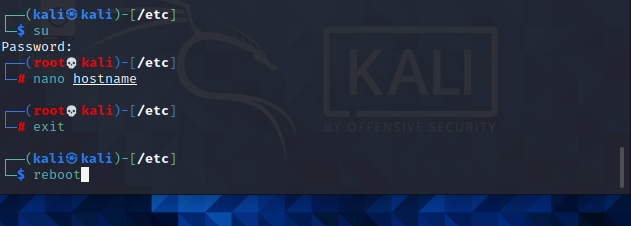 ┌──(kali㉿kali)-[/etc]
└─$ su
Password:
┌──(root💀kali)-[/etc]
└─# nano hostname
┌──(root💀kali)-[/etc]
└─# exit
┌──(kali㉿kali)-[/etc]
└─$ reboot
KALI
BY OFFENSIVE SECURITY